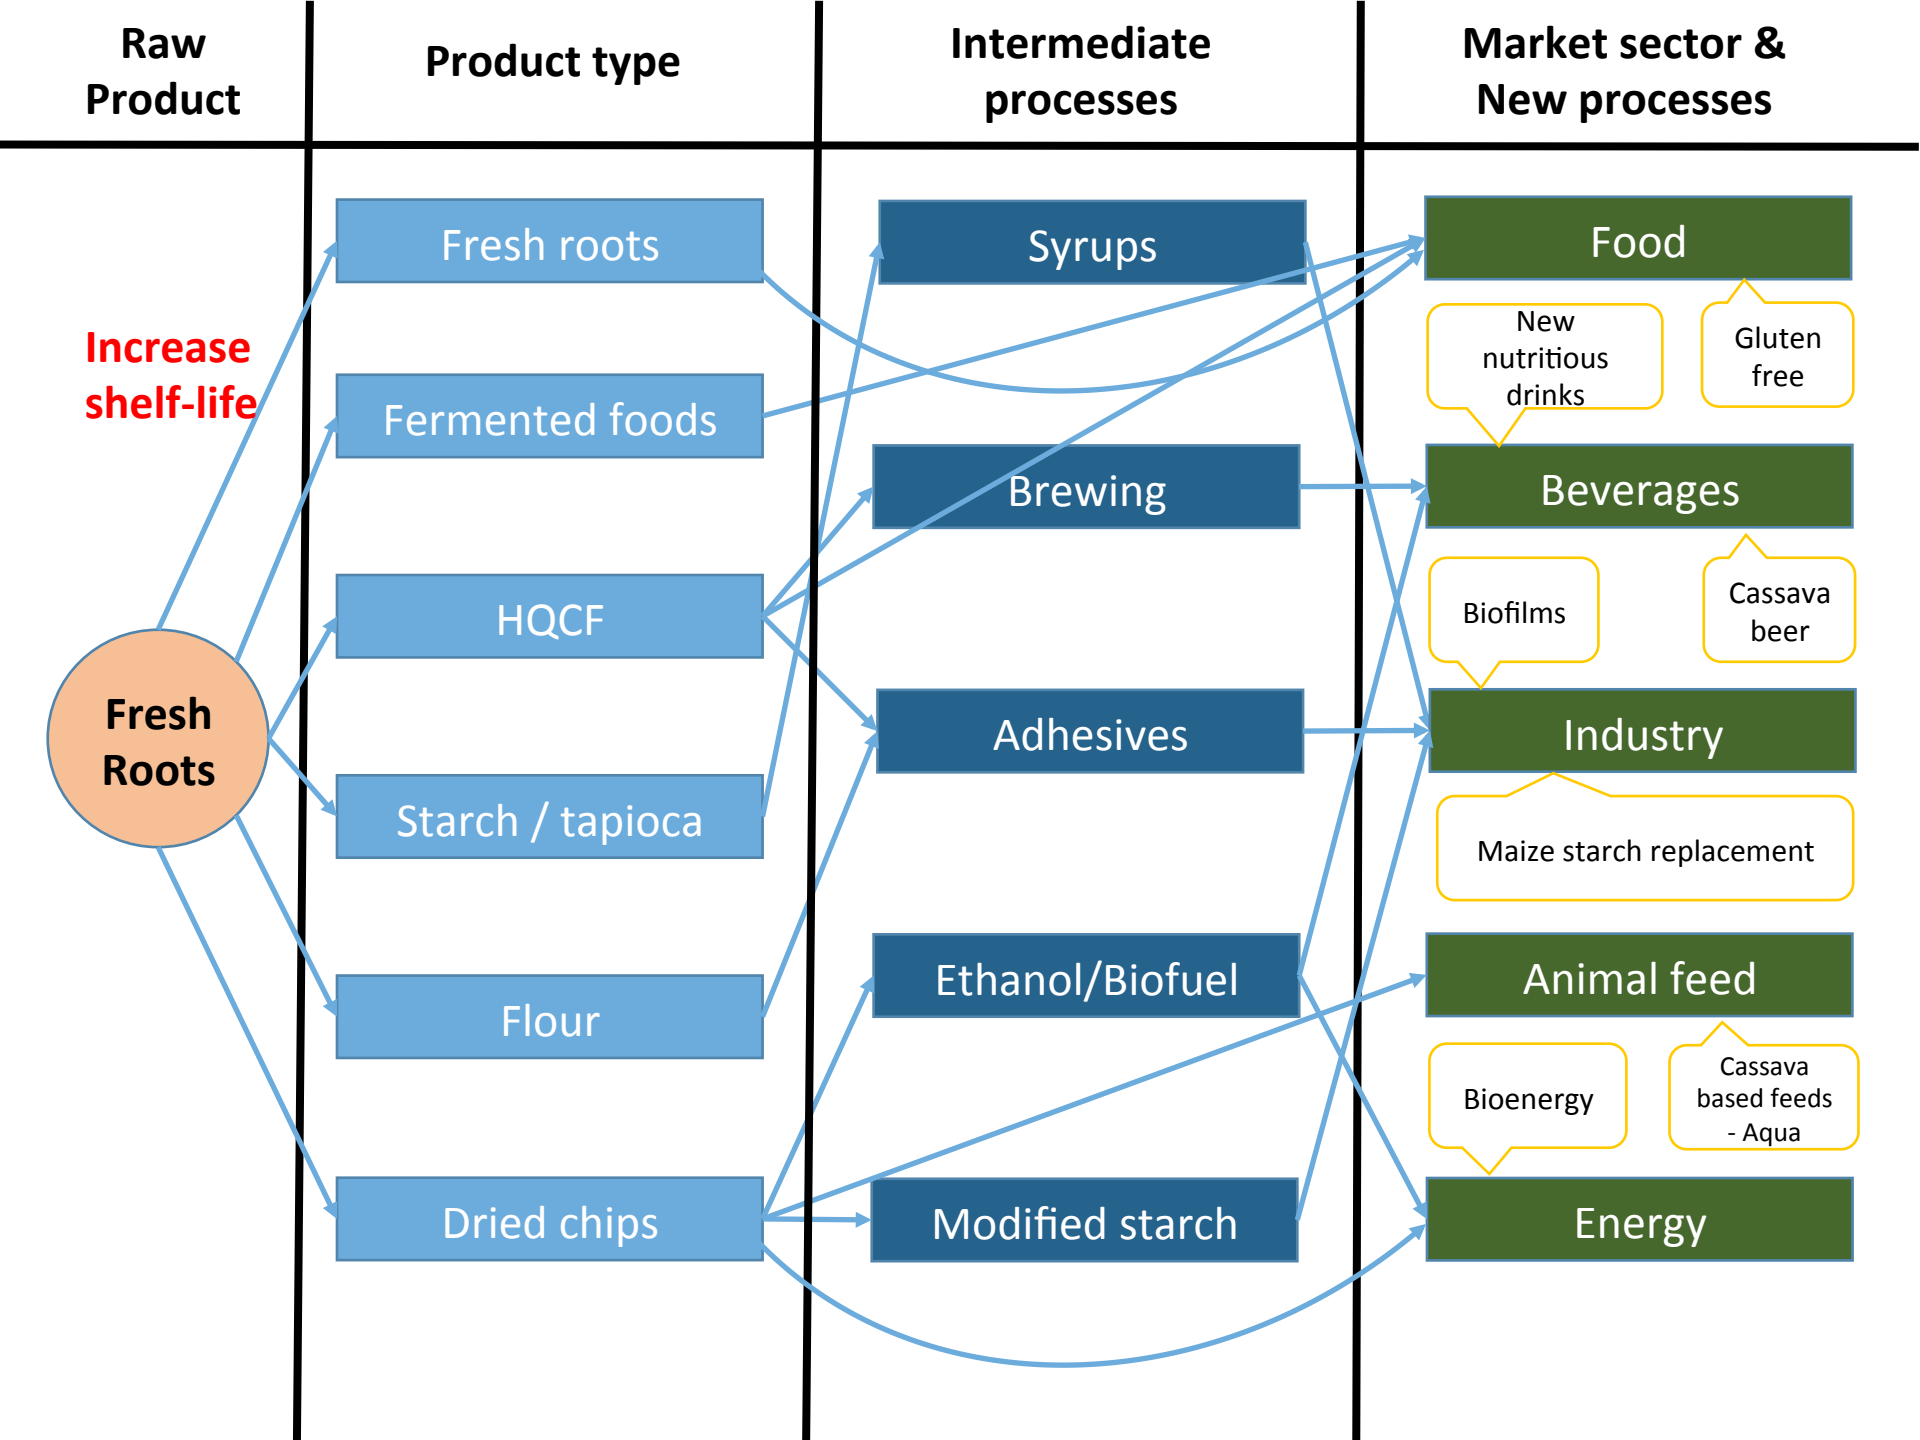 Raw
Product
Product type
Intermediate
processes
Market sector &
New processes
Increase
shelf-life
Fresh
Roots
Fresh roots
Fermented foods
HQCF
Starch / tapioca
Flour
Dried chips
Syrups
Brewing
Adhesives
Ethanol/Biofuel
Modified starch
Food
New
nutritious
drinks
Gluten
free
Beverages
Biofilms
Cassava
beer
Industry
Maize starch replacement
Animal feed
Bioenergy
Cassava
based feeds
- Aqua
Energy